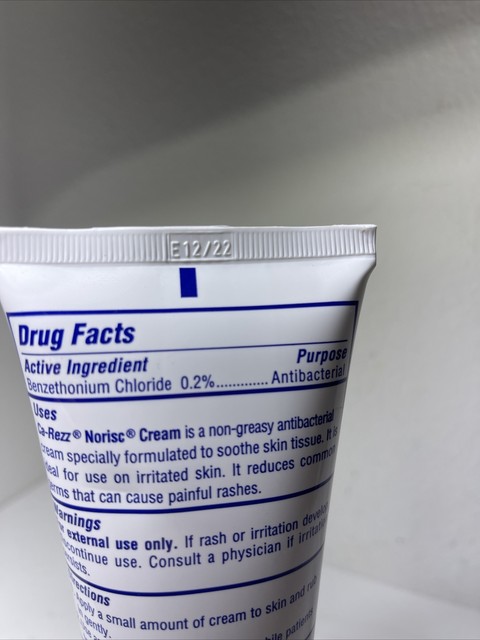 E12/22
Drug Facts
Active Ingredient Purpose
Benzethonium Chloride 0.2%............. Antibacterial
Uses
Ca-Rezz® Norisc® Cream is a non-greasy antibacterial
cream specially formulated to soothe skin tissue. It is
ideal for use on irritated skin. It reduces common
germs that can cause painful rashes.
Warnings
external use only. If rash or irritation
discontinue use. Consult a physician if irritation
Directions
Apply a small amount of cream to skin and rub
gently.
while